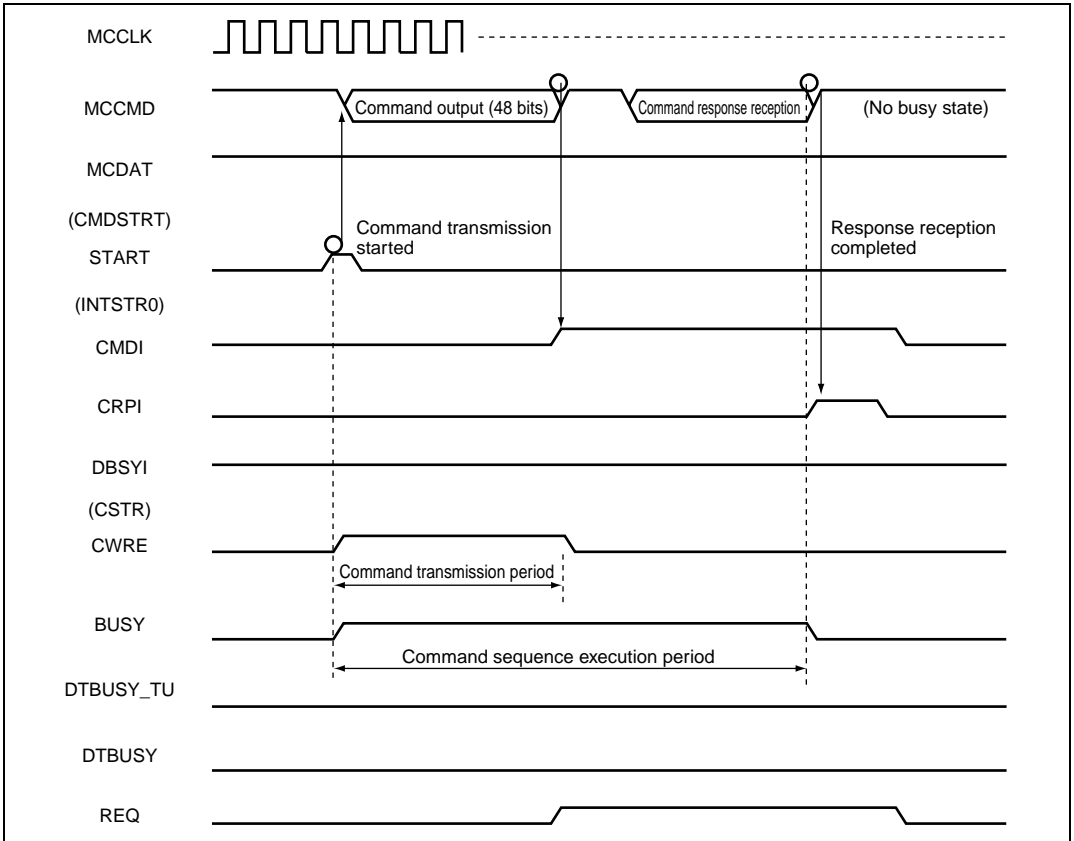 MCCLK
MCCMD
Command output (48 bits)
Command response reception
(No busy state)
MCDAT
(CMDSTRT)
START
Command transmission
started
Response reception
completed
(INTSTR0)
CMDI
CRPI
DBSYI
(CSTR)
CWRE
Command transmission period
BUSY
Command sequence execution period
DTBUSY_TU
DTBUSY
REQ